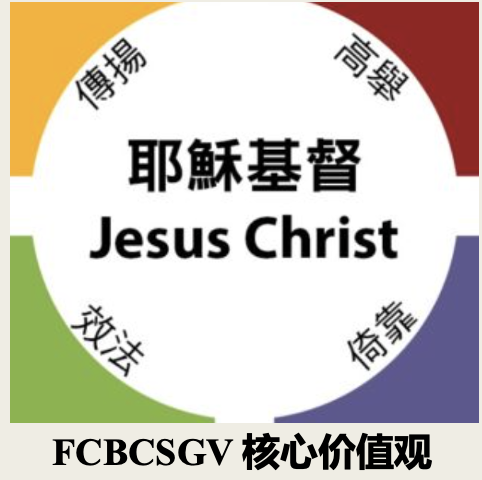 傳揚
高舉
耶穌基督
Jesus Christ
效法
倚靠
FCBCSGV 核心价值观